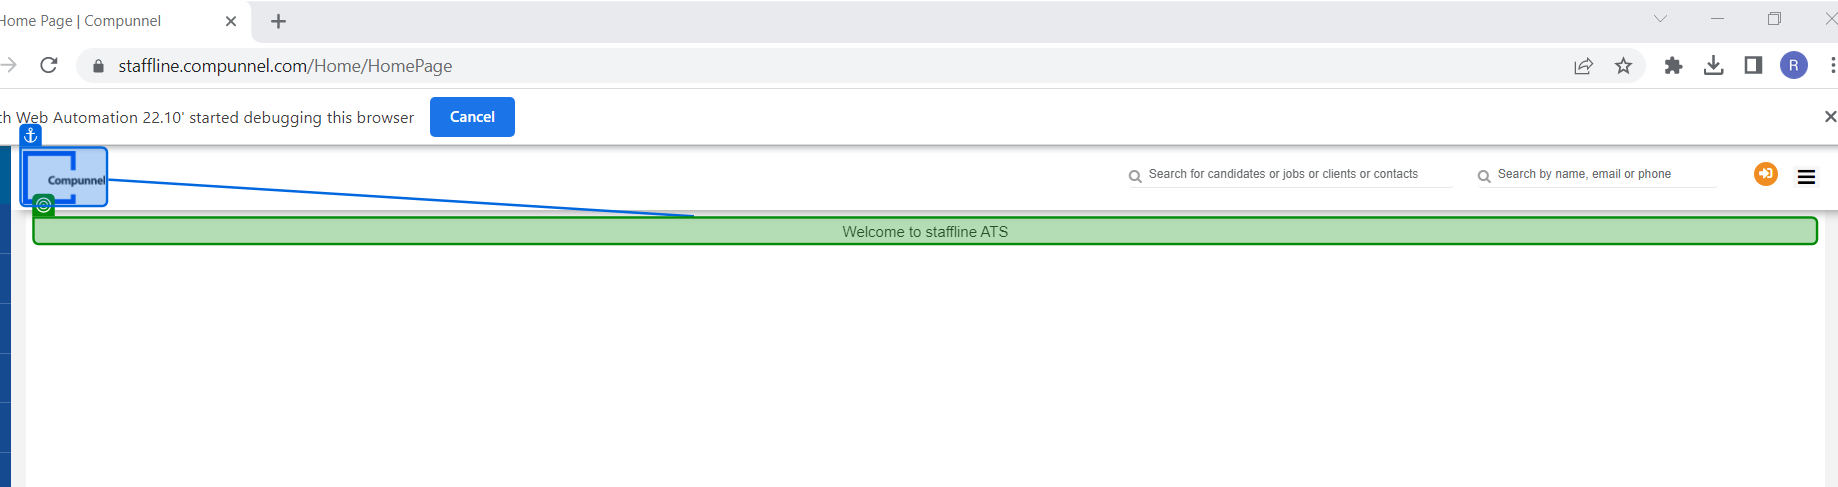 Home Page | Compunnel
staffline.compunnel.com/Home/HomePage
R
th Web Automation 22.10' started debugging this browser
Cancel
Compunnel
Search for candidates or jobs or clients or contacts
Search by name, email or phone
Welcome to staffline ATS